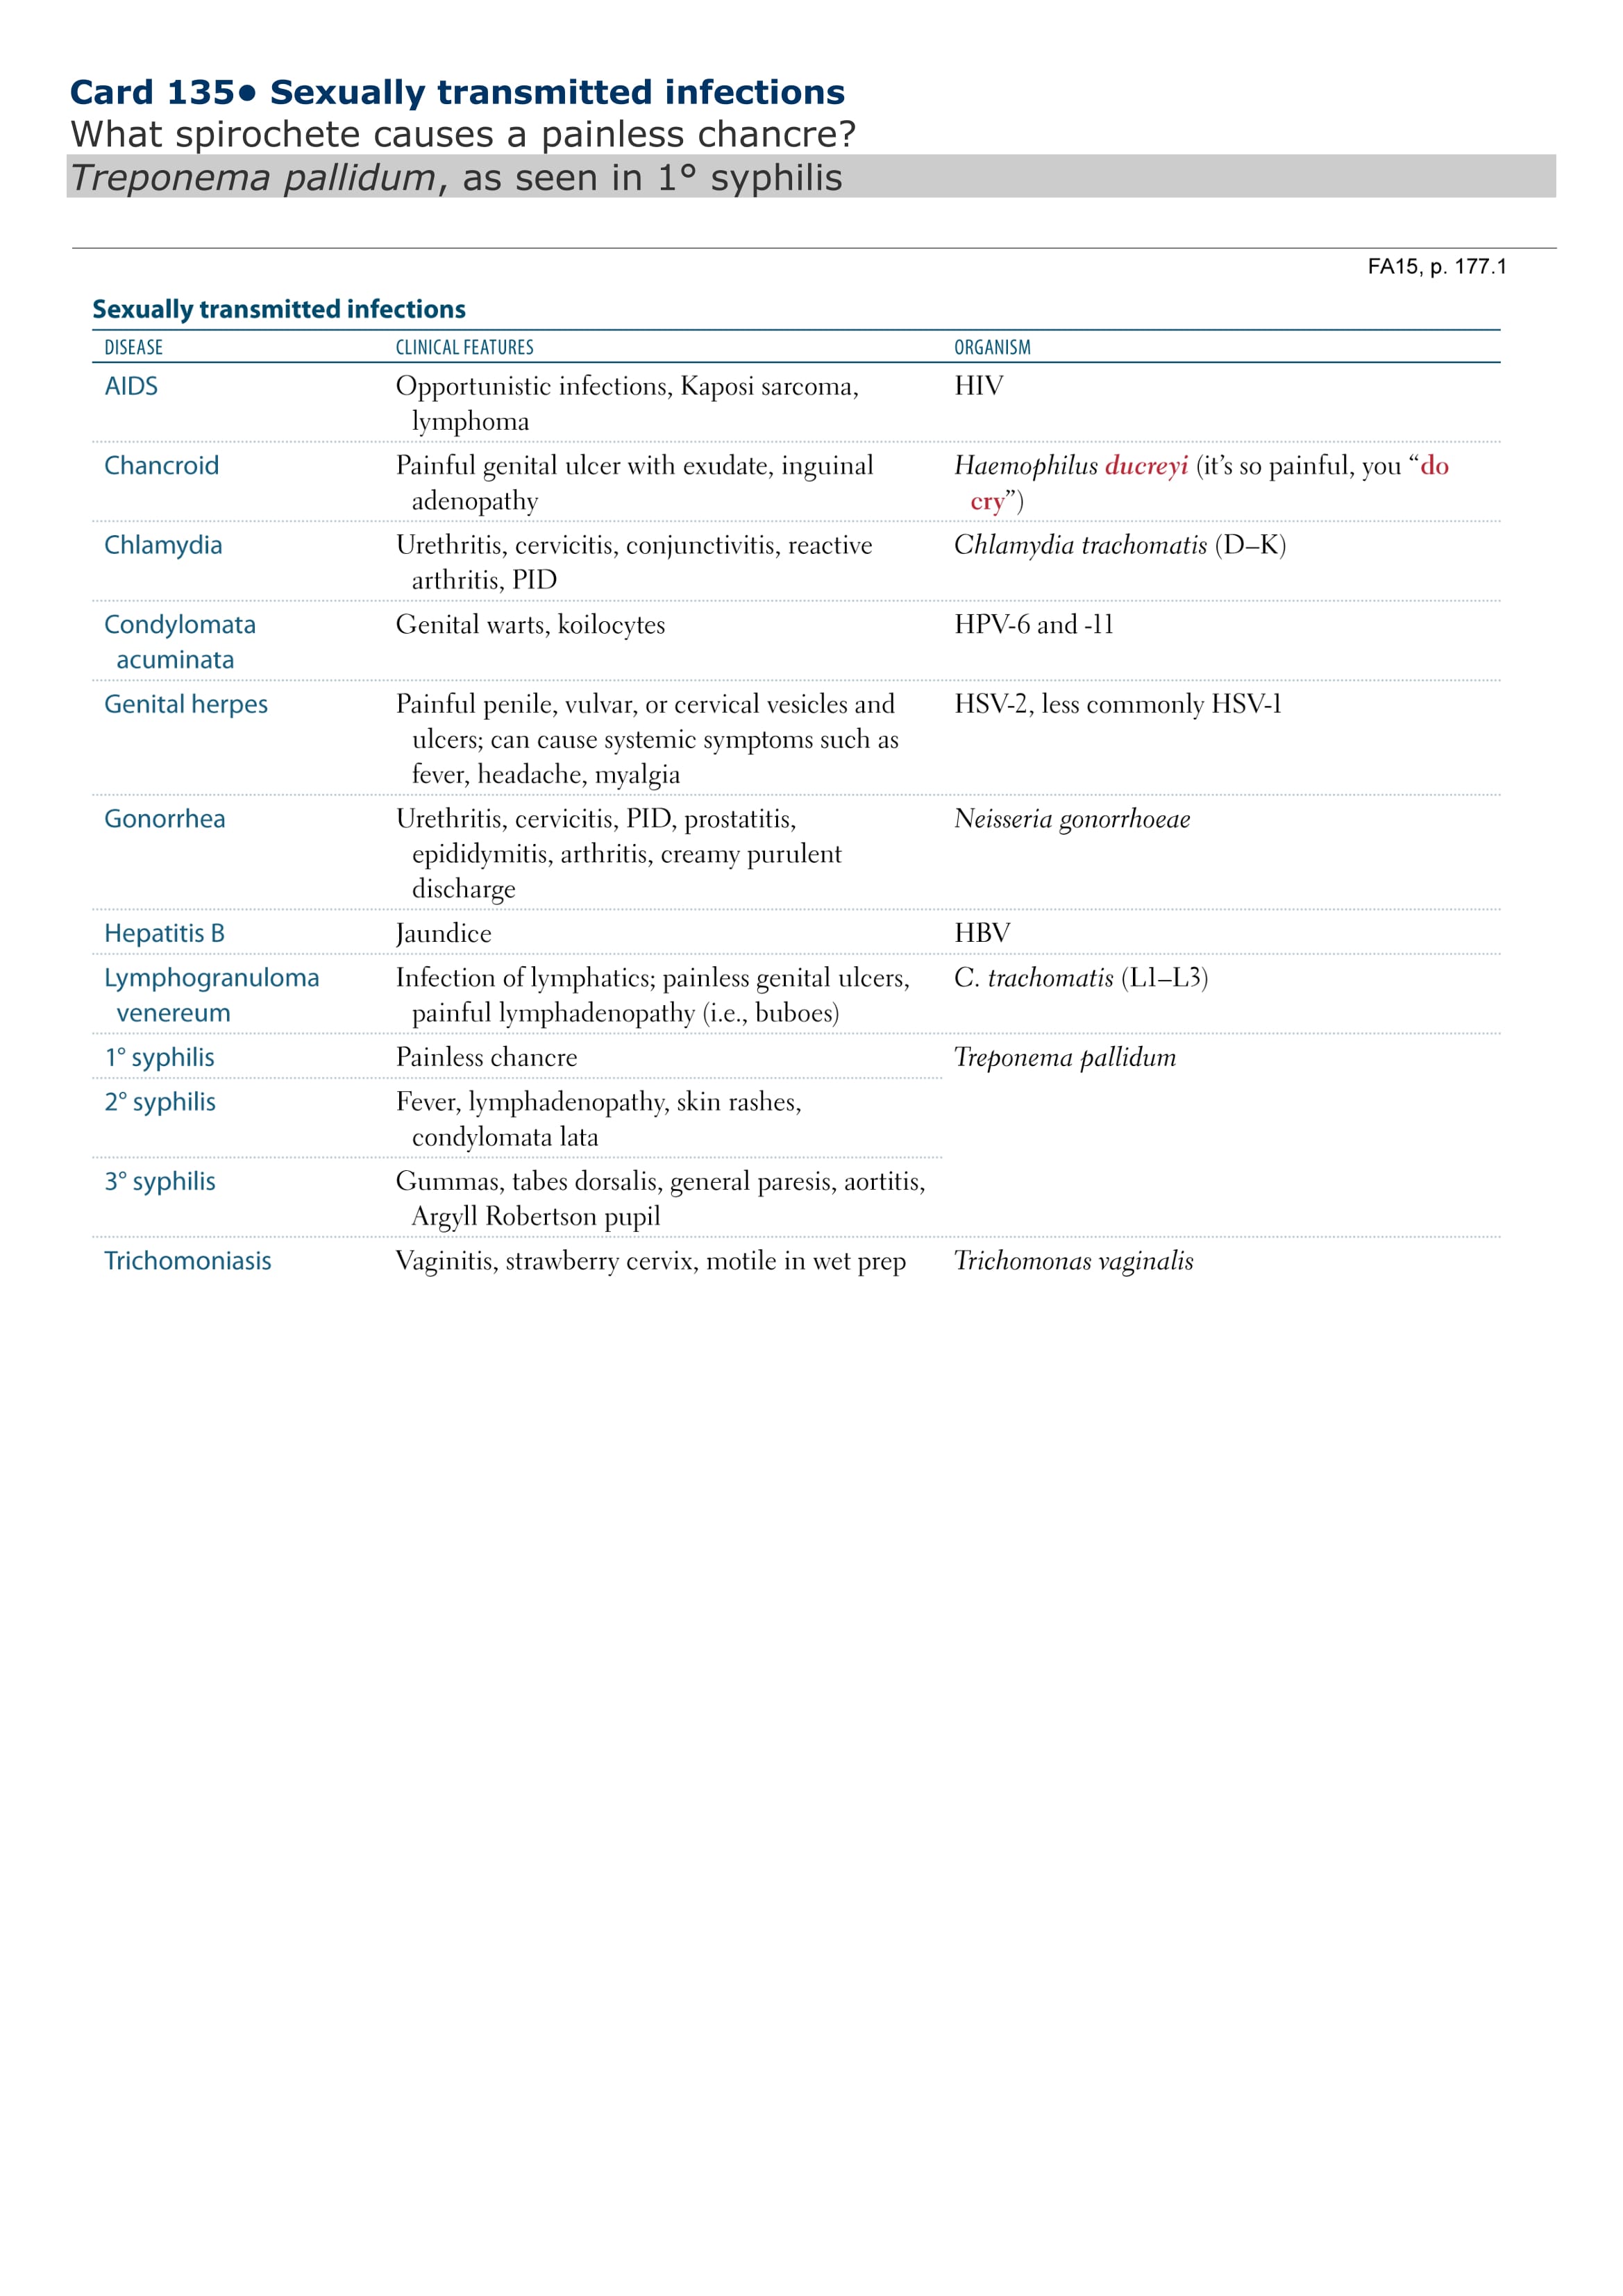 Card 135● Sexually transmitted infections
What spirochete causes a painless chancre?
Treponema pallidum, as seen in 1° syphilis
FA15, p. 177.1
Sexually transmitted infections
DISEASE CLINICAL FEATURES ORGANISM
AIDS Opportunistic infections, Kaposi sarcoma, HIV
lymphoma
Chancroid Painful genital ulcer with exudate, inguinal Haemophilus ducreyi (it’s so painful, you “do
adenopathy cry”)
Chlamydia Urethritis, cervicitis, conjunctivitis, reactive Chlamydia trachomatis (D–K)
arthritis, PID
Condylomata Genital warts, koilocytes HPV-6 and -11
acuminata
Genital herpes Painful penile, vulvar, or cervical vesicles and HSV-2, less commonly HSV-1
ulcers; can cause systemic symptoms such as
fever, headache, myalgia
Gonorrhea Urethritis, cervicitis, PID, prostatitis, Neisseria gonorrhoeae
epididymitis, arthritis, creamy purulent
discharge
Hepatitis B Jaundice HBV
Lymphogranuloma Infection of lymphatics; painless genital ulcers, C. trachomatis (L1–L3)
venereum painful lymphadenopathy (i.e., buboes)
1° syphilis Painless chancre Treponema pallidum
2° syphilis Fever, lymphadenopathy, skin rashes,
condylomata lata
3° syphilis Gummas, tabes dorsalis, general paresis, aortitis,
Argyll Robertson pupil
Trichomoniasis Vaginitis, strawberry cervix, motile in wet prep Trichomonas vaginalis